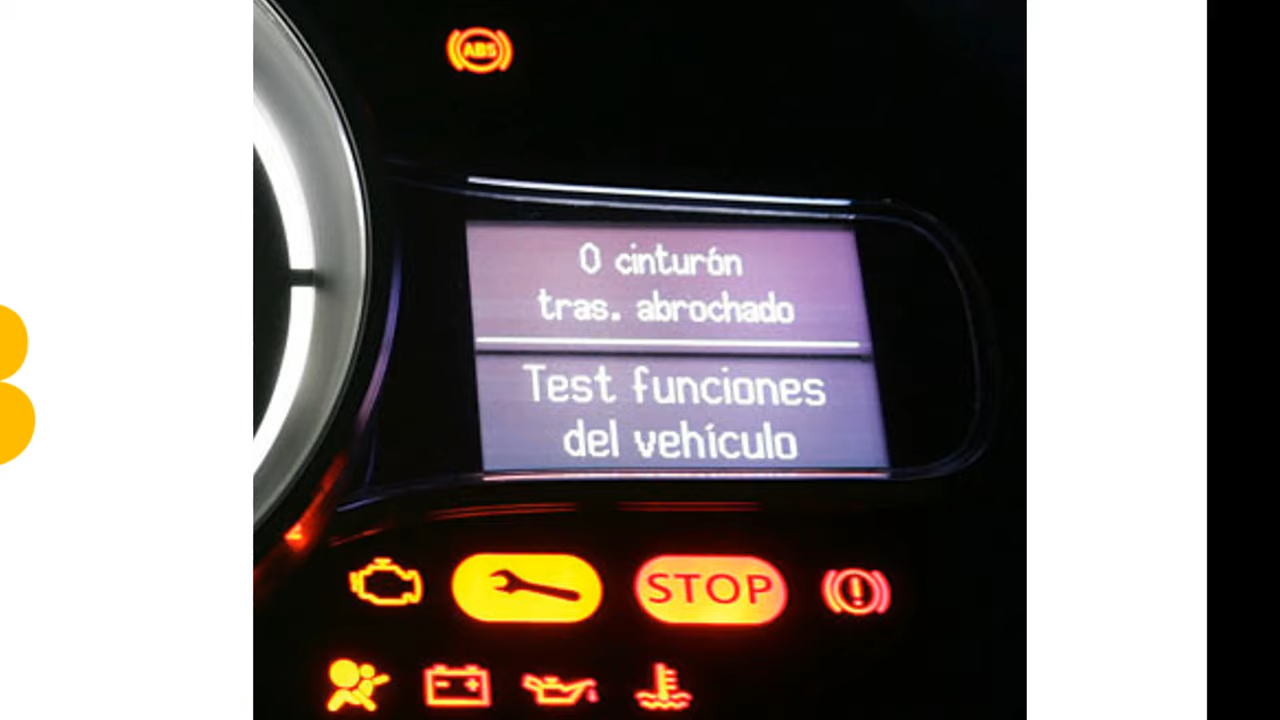 ABS
0 cinturón
tras. abrochado
Test funciones
del vehículo
STOP